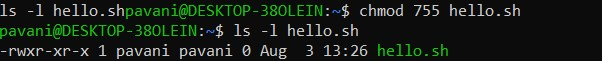 ls -l hello.shpavani@DESKTOP-38OLEIN:~$ chmod 755 hello.sh
pavani@DESKTOP-38OLEIN:~$ ls -l hello.sh
-rwxr-xr-x 1 pavani pavani 0 Aug  3 13:26 hello.sh